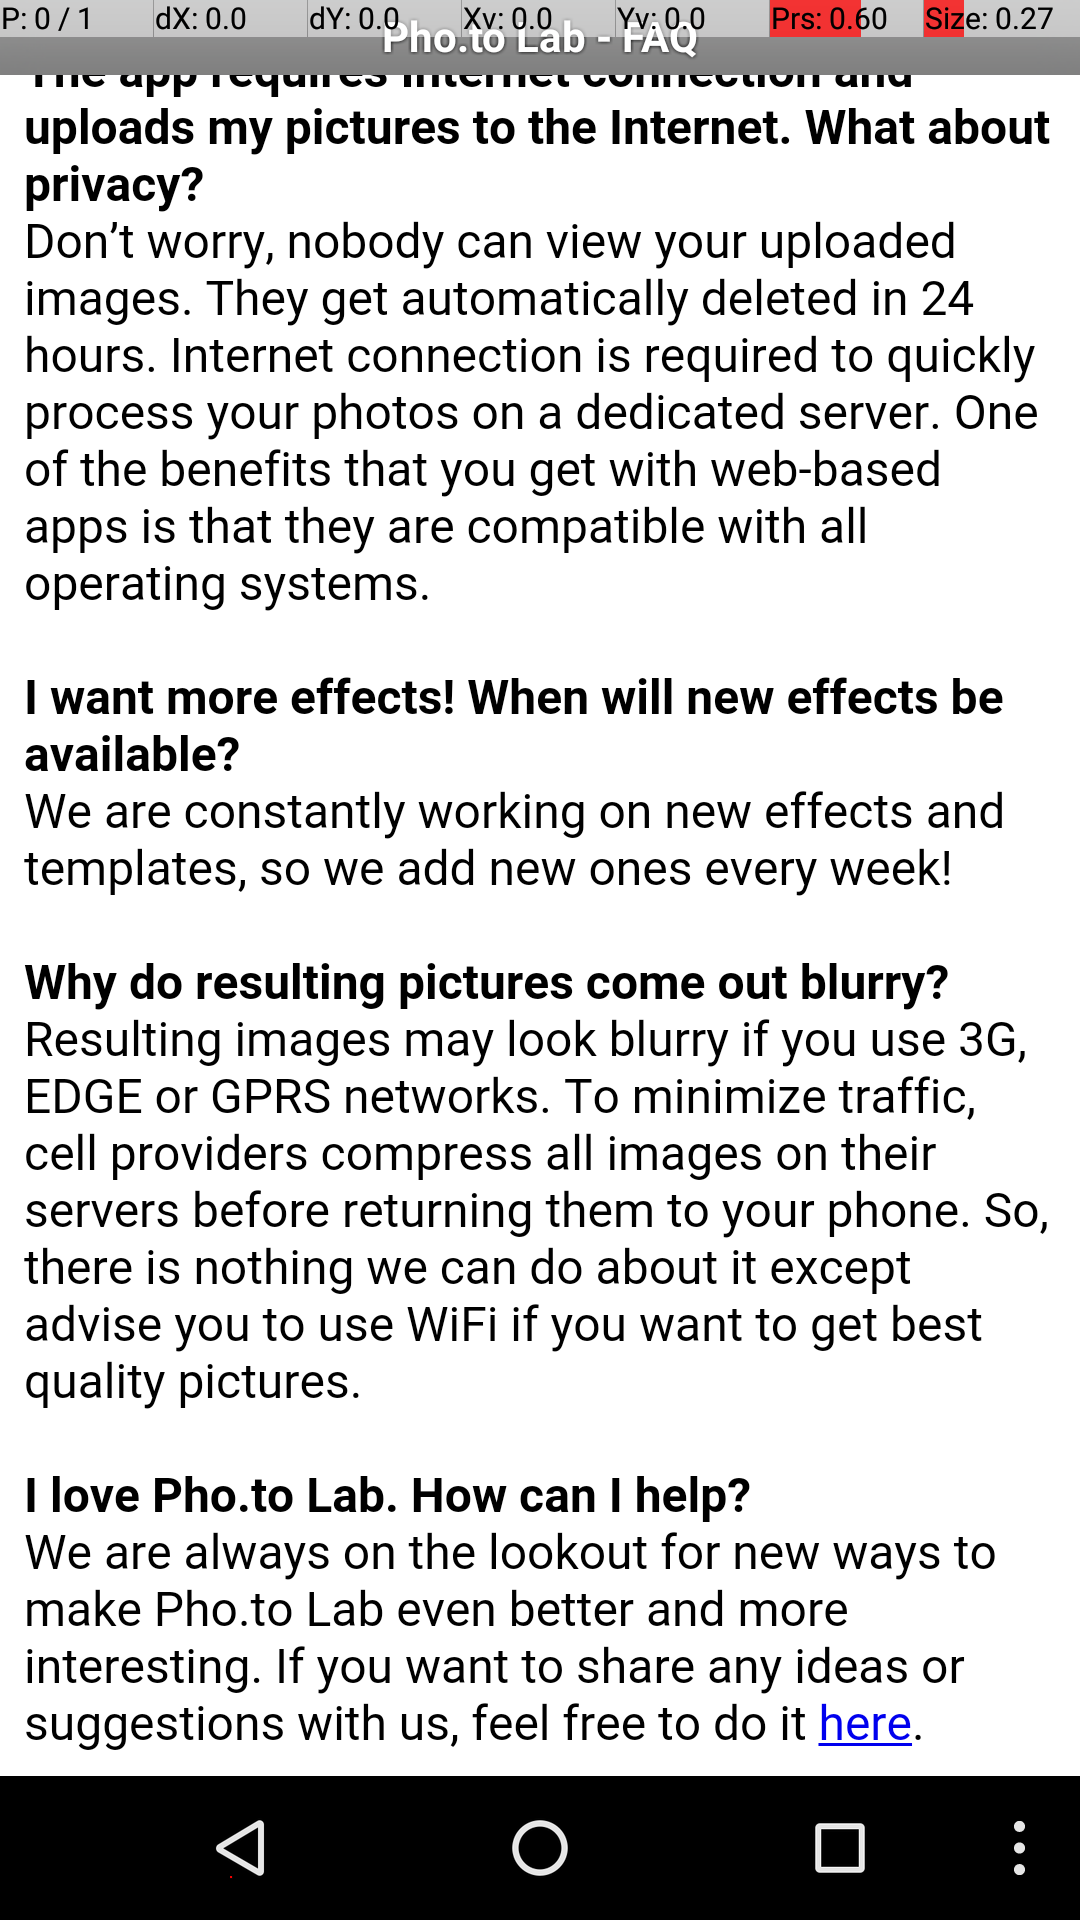 P: 0 / 1 dX: 0.0 dY: 0.0 Xv: 0.0 Yv: 0.0 Prs: 0.60 Size: 0.27
Pho.to Lab - FAQ
The app requires Internet connection and
uploads my pictures to the Internet. What about
privacy?
Don’t worry, nobody can view your uploaded
images. They get automatically deleted in 24
hours. Internet connection is required to quickly
process your photos on a dedicated server. One
of the benefits that you get with web-based
apps is that they are compatible with all
operating systems.
I want more effects! When will new effects be
available?
We are constantly working on new effects and
templates, so we add new ones every week!
Why do resulting pictures come out blurry?
Resulting images may look blurry if you use 3G,
EDGE or GPRS networks. To minimize traffic,
cell providers compress all images on their
servers before returning them to your phone. So,
there is nothing we can do about it except
advise you to use WiFi if you want to get best
quality pictures.
I love Pho.to Lab. How can I help?
We are always on the lookout for new ways to
make Pho.to Lab even better and more
interesting. If you want to share any ideas or
suggestions with us, feel free to do it here.